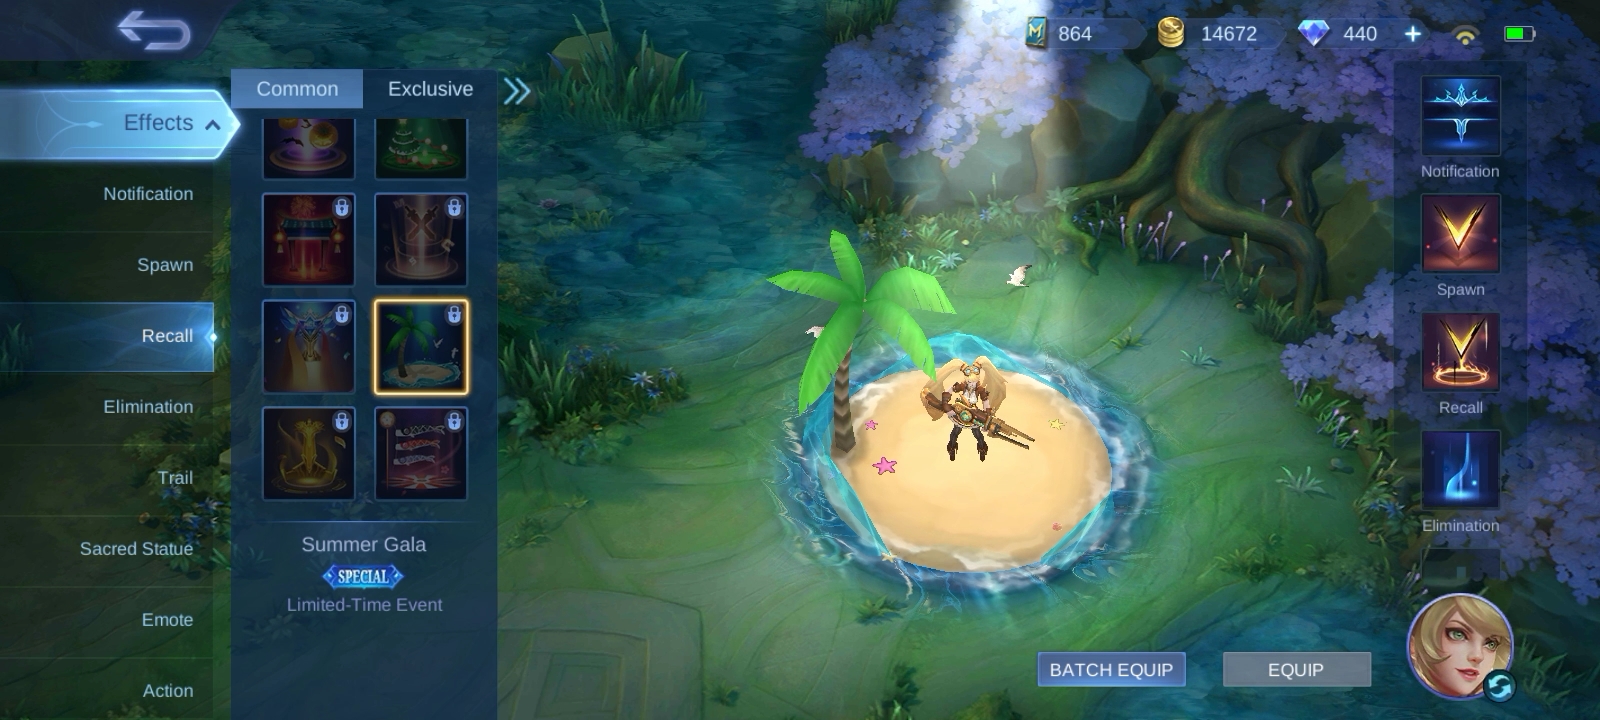 864
14672
440
Common
Exclusive
Effects
Notification
Spawn
Recall
Elimination
Trail
Sacred Statue
Emote
Action
Summer Gala
SPECIAL
Limited-Time Event
Notification
Spawn
Recall
Elimination
BATCH EQUIP
EQUIP